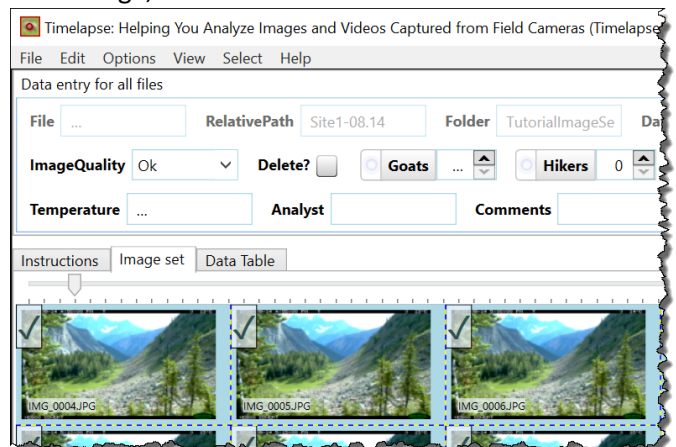 Timelapse: Helping You Analyze Images and Videos Captured from Field Cameras (Timelapse
File Edit Options View Select Help
Data entry for all files
File ... RelativePath Site1-08.14 Folder TutorialImageSe Da
ImageQuality Ok Delete? Goats ... Hikers 0
Temperature ... Analyst Comments
Instructions Image set Data Table
IMG_0004.JPG IMG_0005.JPG IMG_0006.JPG